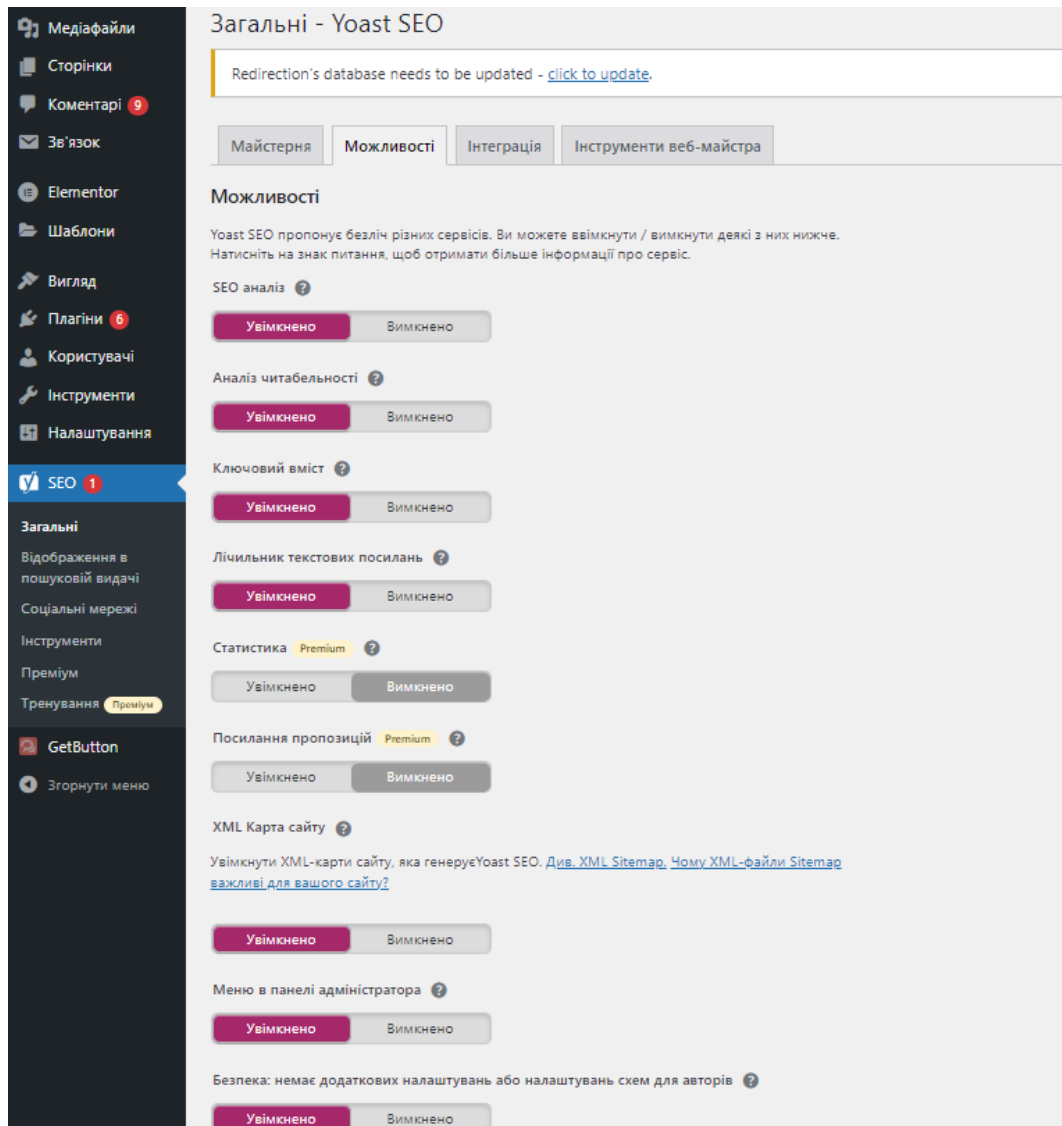 Медіафайли
Сторінки
Коментарі 9
Зв'язок
Elementor
Шаблони
Вигляд
Плагіни 6
Користувачі
Інструменти
Налаштування
SEO 1
Загальні
Відображення в
пошуковій видачі
Соціальні мережі
Інструменти
Преміум
Тренування Преміум
GetButton
Згорнути меню
Загальні - Yoast SEO
Redirection's database needs to be updated - click to update.
Майстерня Можливості Інтеграція Інструменти веб-майстра
Можливості
Yoast SEO пропонує безліч різних сервісів. Ви можете ввімкнути / вимкнути деякі з них нижче.
Натисніть на знак питання, щоб отримати більше інформації про сервіс.
SEO аналіз ?
Увімкнено Вимкнено
Аналіз читабельності ?
Увімкнено Вимкнено
Ключовий вміст ?
Увімкнено Вимкнено
Лічильник текстових посилань ?
Увімкнено Вимкнено
Статистика Premium ?
Увімкнено Вимкнено
Посилання пропозицій Premium ?
Увімкнено Вимкнено
XML Карта сайту ?
Увімкнути XML-карти сайту, яка генеруєYoast SEO. Див. XML Sitemap. Чому XML-файли Sitemap
важливі для вашого сайту?
Увімкнено Вимкнено
Меню в панелі адміністратора ?
Увімкнено Вимкнено
Безпека: немає додаткових налаштувань або налаштувань схем для авторів ?
Увімкнено Вимкнено